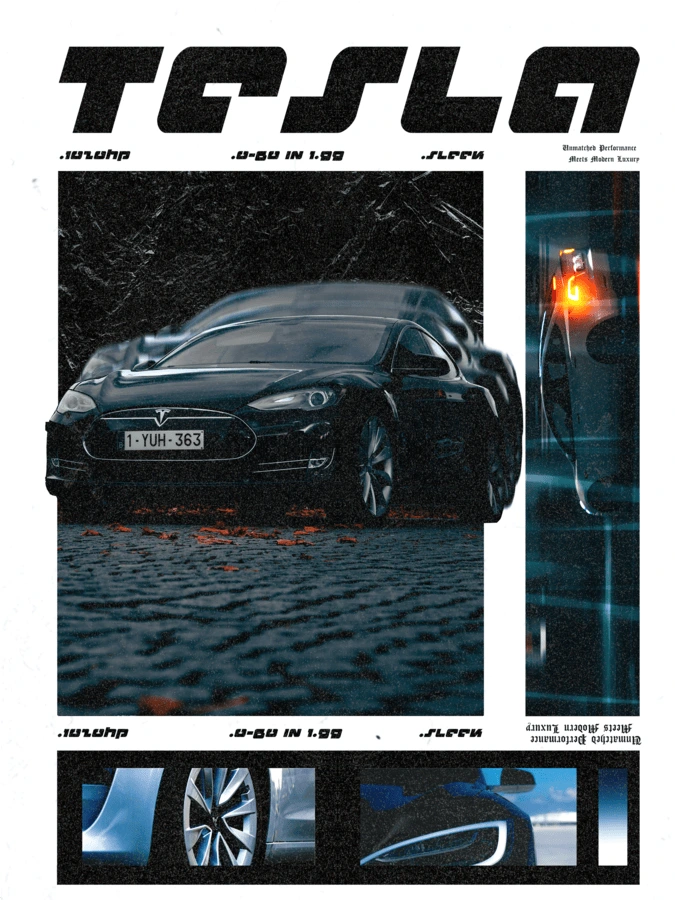 TESLA
.1020HP
.0-60 IN 1.99
.SLEEK
Unmatched Performance
Meets Modern Luxury
1-YUH-363
.1020HP
.0-60 IN 1.99
.SLEEK
Unmatched Performance
Meets Modern Luxury